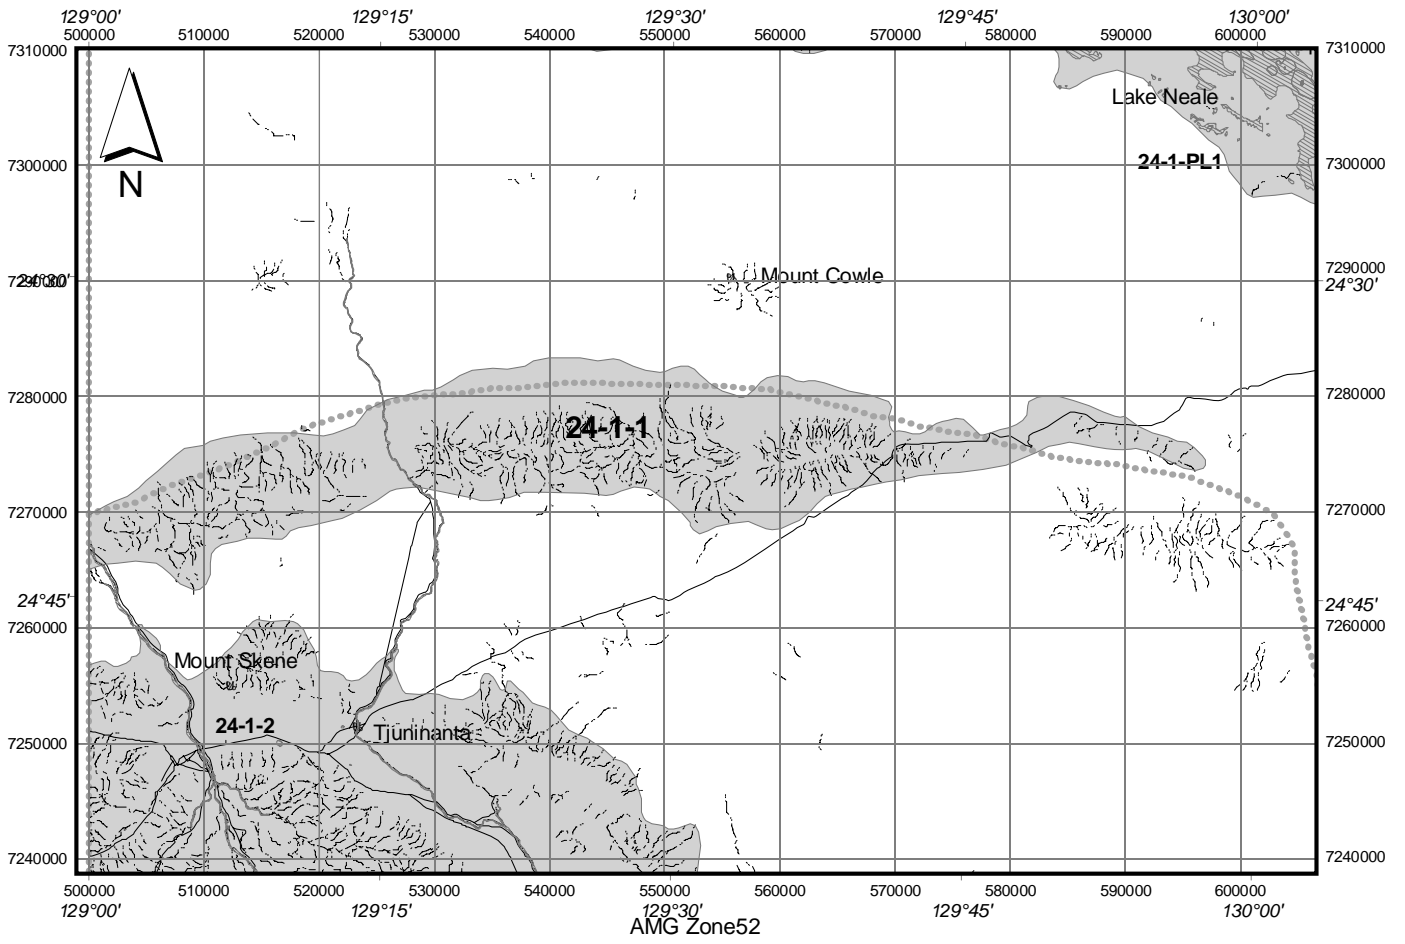 129°00' 129°15' 129°30' 129°45' 130°00'
500000 510000 520000 530000 540000 550000 560000 570000 580000 590000 600000
7310000 7310000
Lake Neale
24-1-PL1
7300000 7300000
N
7290000 7290000
24°30' 24°30'
Mount Cowle
7280000 7280000
24-1-1
7270000 7270000
24°45' 24°45'
7260000 7260000
Mount Skene
24-1-2
Tjuninanta
7250000 7250000
7240000 7240000
500000 510000 520000 530000 540000 550000 560000 570000 580000 590000 600000
129°00' 129°15' 129°30' 129°45' 130°00'
AMG Zone52